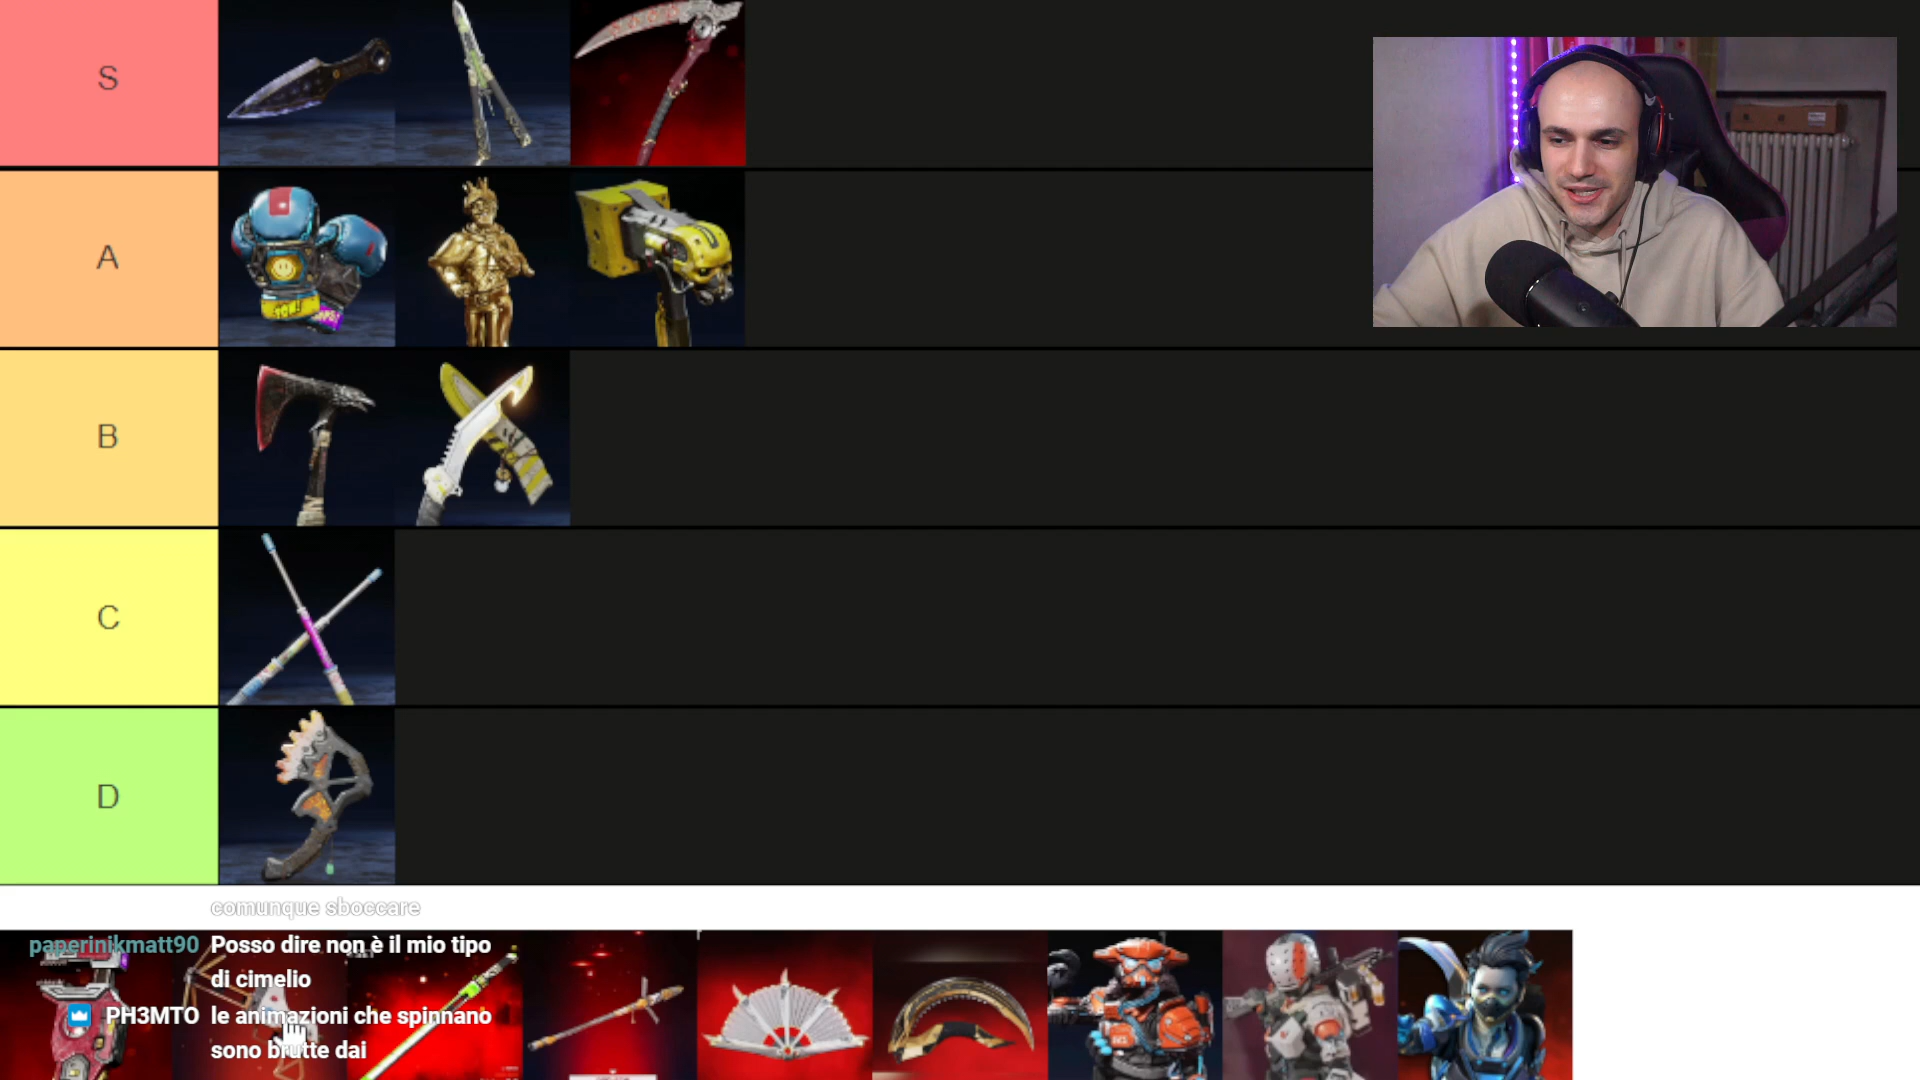 S
A
B
C
D
comunque sboccare
paperinikmatt90 Posso dire non è il mio tipo
di cimelio
PH3MTO le animazioni che spinnano
sono brutte dai